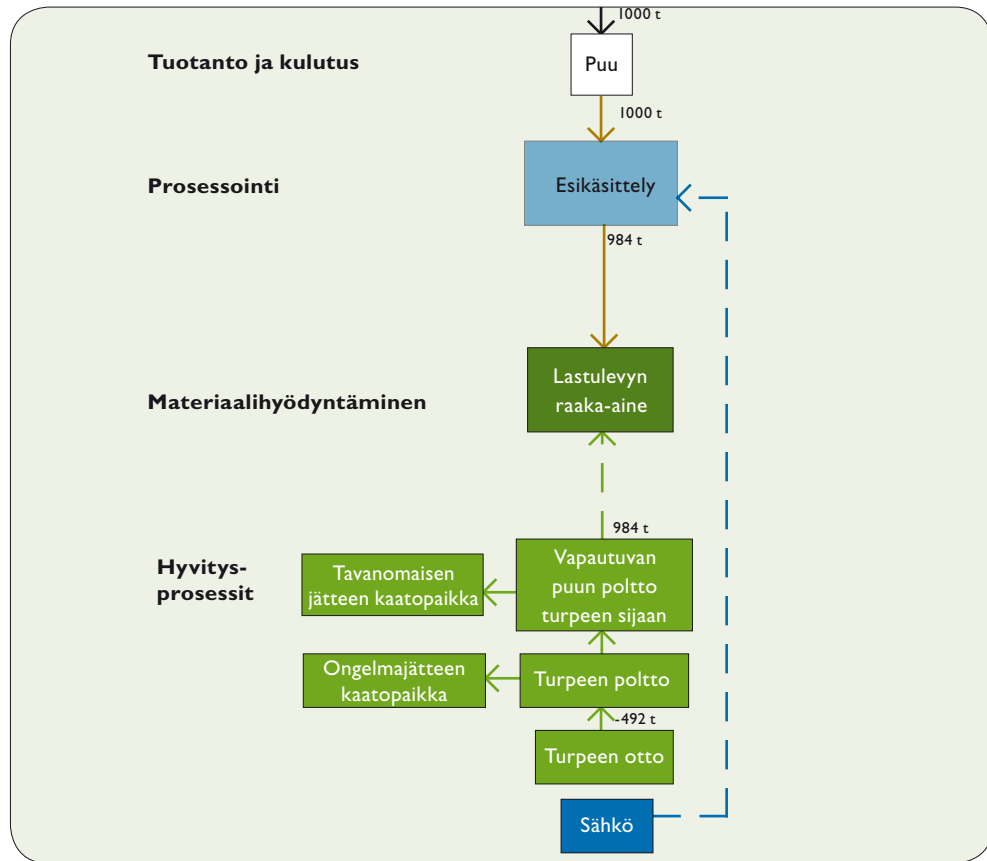 1000 t
Tuotanto ja kulutus
Puu
1000 t
Prosessointi
Esikäsittely
984 t
Materiaalihyödyntäminen
Lastulevyn
raaka-aine
984 t
Hyvitys-
prosessit
Tavanomaisen
jätteen kaatopaikka
Vapautuvan
puun poltto
turpeen sijaan
Ongelmajätteen
kaatopaikka
Turpeen poltto
-492 t
Turpeen otto
Sähkö